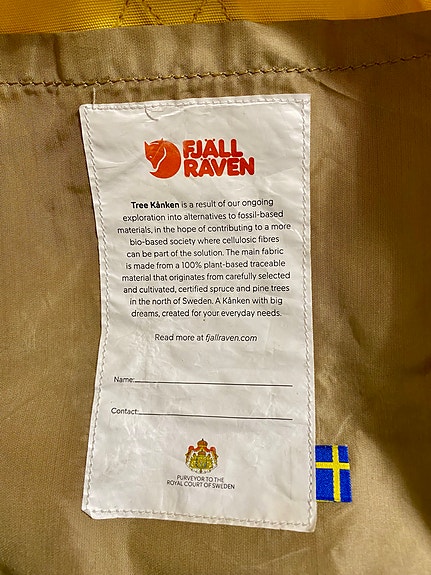 FJÄLL
RÄVEN
Tree Kånken is a result of our ongoing
exploration into alternatives to fossil-based
materials, in the hope of contributing to a more
bio-based society where cellulosic fibres
can be part of the solution. The main fabric
is made from a 100% plant-based traceable
material that originates from carefully selected
and cultivated, certified spruce and pine trees
in the north of Sweden. A Kånken with big
dreams, created for your everyday needs.
Read more at fjallraven.com
Name:
Contact:
PURVEYOR TO THE
ROYAL COURT OF SWEDEN